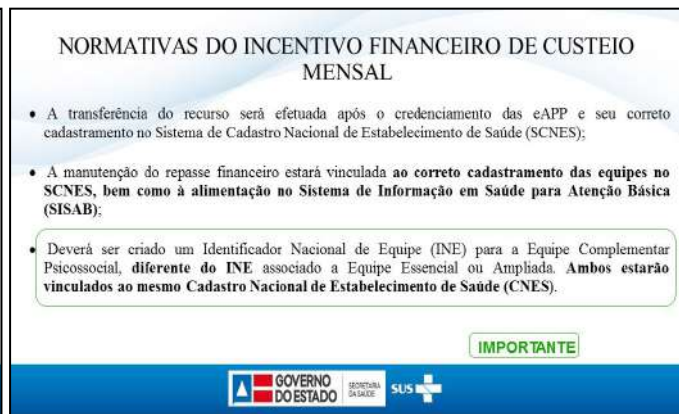 NORMATIVAS DO INCENTIVO FINANCEIRO DE CUSTEIO
MENSAL
• A transferência do recurso será efetuada após o credenciamento das eAPP e seu correto
cadastramento no Sistema de Cadastro Nacional de Estabelecimento de Saúde (SCNES);
• A manutenção do repasse financeiro estará vinculada ao correto cadastramento das equipes no
SCNES, bem como à alimentação no Sistema de Informação em Saúde para Atenção Básica
(SISAB);
• Deverá ser criado um Identificador Nacional de Equipe (INE) para a Equipe Complementar
Psicossocial, diferente do INE associado a Equipe Essencial ou Ampliada. Ambos estarão
vinculados ao mesmo Cadastro Nacional de Estabelecimento de Saúde (CNES).
IMPORTANTE
GOVERNO
DO ESTADO
SECRETARIA
DA SAÚDE
SUS